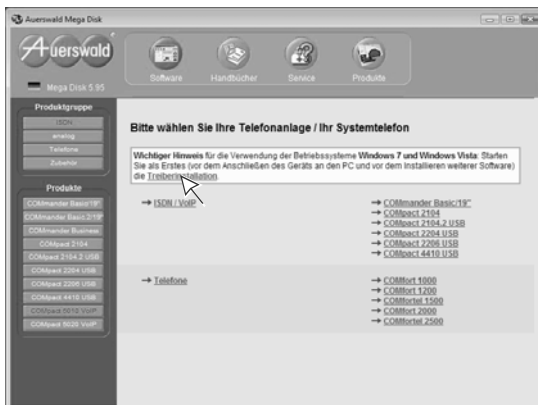 Auerswald Mega Disk
Auerswald
Software
Handbücher
Service
Produkte
Mega Disk 5.95
Produktgruppe
ISDN
analog
Telefone
Zubehör
Produkte
COMmander Basic/19"
COMmander Basic.2/19"
COMmander Business
COMpact 2104
COMpact 2104.2 USB
COMpact 2204 USB
COMpact 2206 USB
COMpact 4410 USB
COMpact 5010 VoIP
COMpact 5020 VoIP
Bitte wählen Sie Ihre Telefonanlage / Ihr Systemtelefon
Wichtiger Hinweis für die Verwendung der Betriebssysteme Windows 7 und Windows Vista: Starten
Sie als Erstes (vor dem Anschließen des Geräts an den PC und vor dem Installieren weiterer Software)
die Treiberinstallation.
→ ISDN / VoIP
→ COMmander Basic/19"
→ COMpact 2104
→ COMpact 2104.2 USB
→ COMpact 2204 USB
→ COMpact 2206 USB
→ COMpact 4410 USB
→ Telefone
→ COMfort 1000
→ COMfort 1200
→ COMfortel 1500
→ COMfort 2000
→ COMfortel 2500